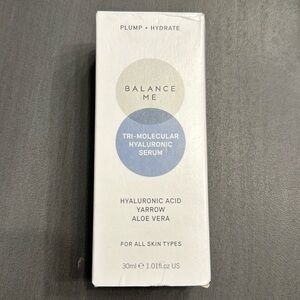 PLUMP + HYDRATE
BALANCE
ME
TRI-MOLECULAR
HYALURONIC
SERUM
HYALURONIC ACID
YARROW
ALOE VERA
FOR ALL SKIN TYPES
30ml ℮ 1.01fl.oz US